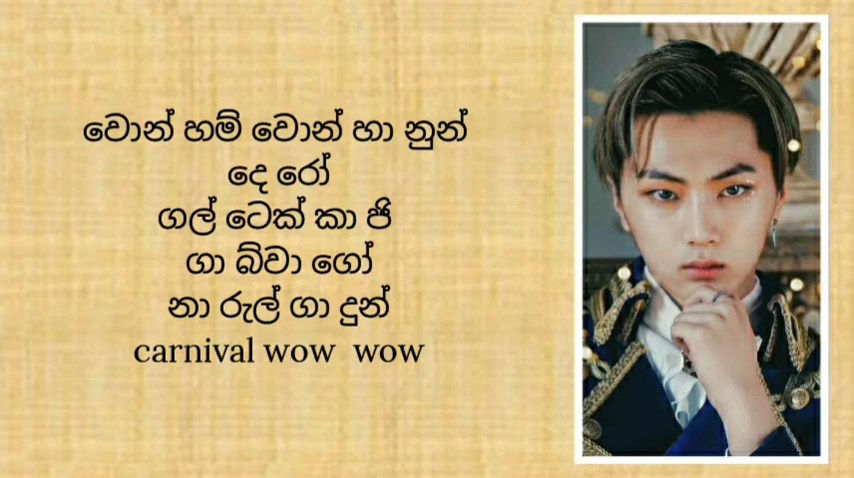 වොන් හම් වොන් හා නුන්
දෙ රෝ
ගල් ටෙක් කා ජි
ගා බ්වා ගෝ
නා රුල් ගා දුන්
carnival wow wow